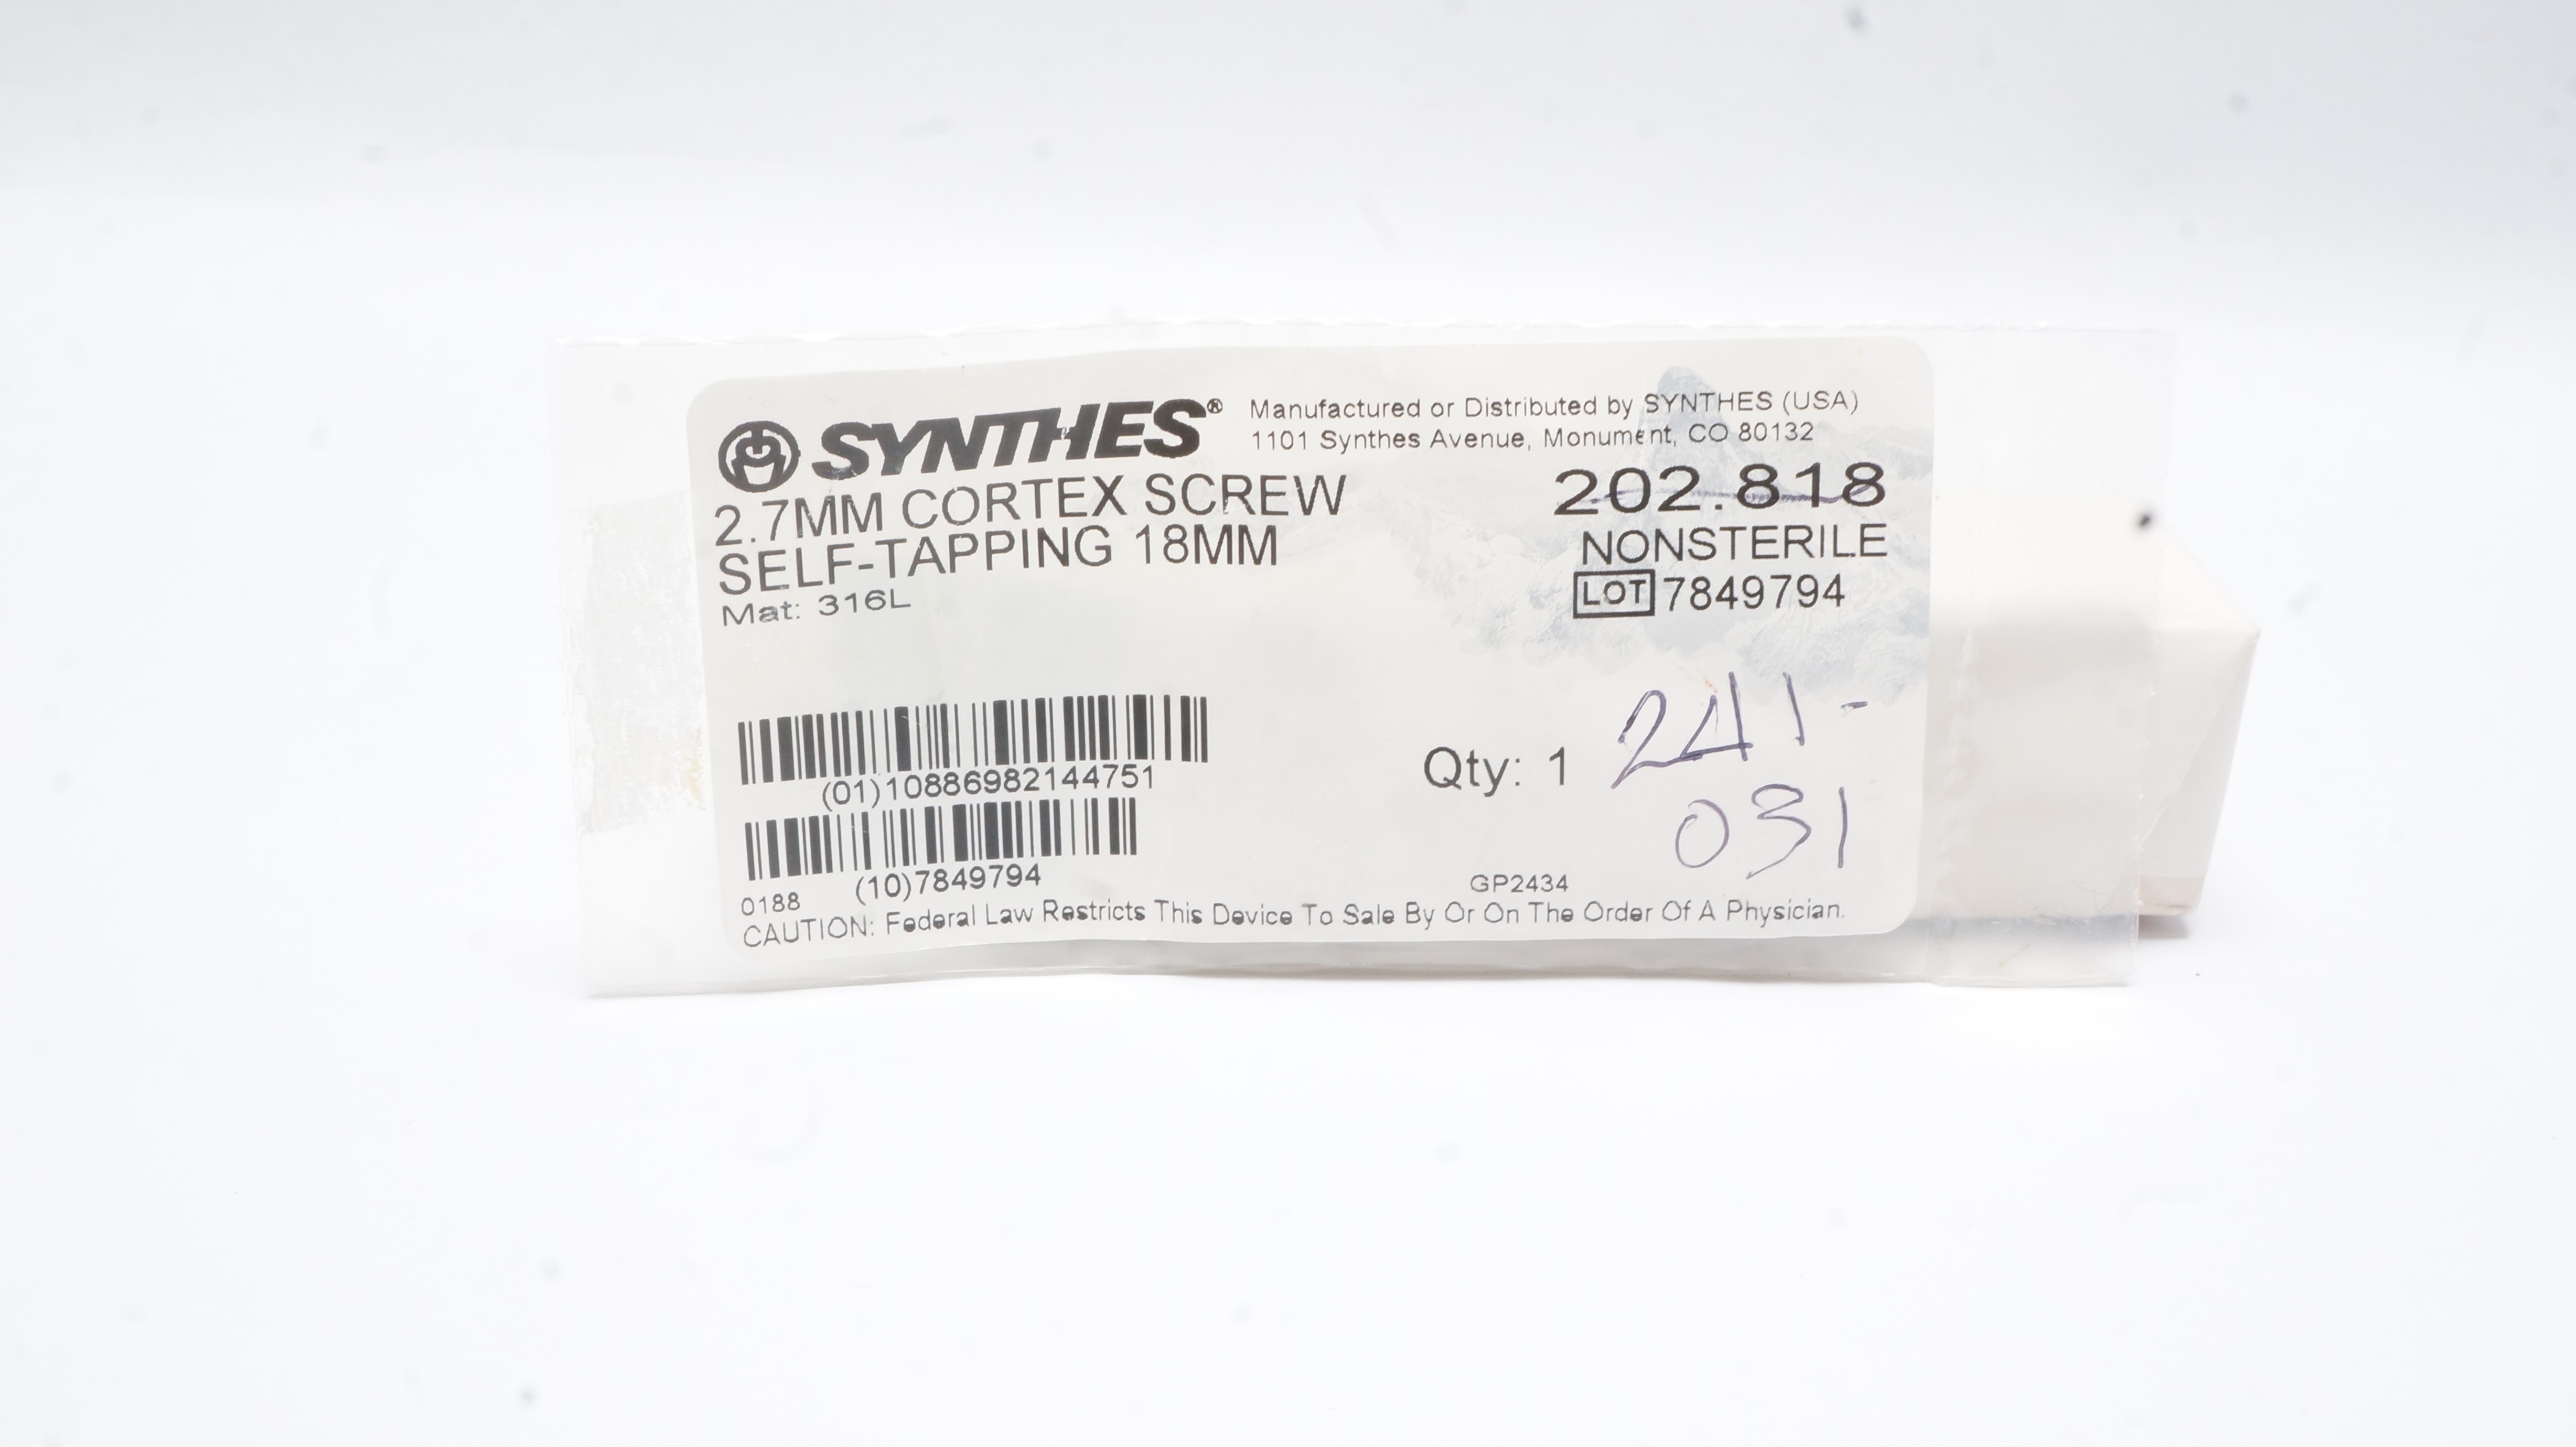 SYNTHES®
Manufactured or Distributed by SYNTHES (USA)
1101 Synthes Avenue, Monument, CO 80132
2.7MM CORTEX SCREW
SELF-TAPPING 18MM
Mat: 316L
202.818
NONSTERILE
LOT 7849794
(01)10886982144751
Qty: 1
241-
031
(10)7849794
0188
GP2434
CAUTION: Federal Law Restricts This Device To Sale By Or On The Order Of A Physician.